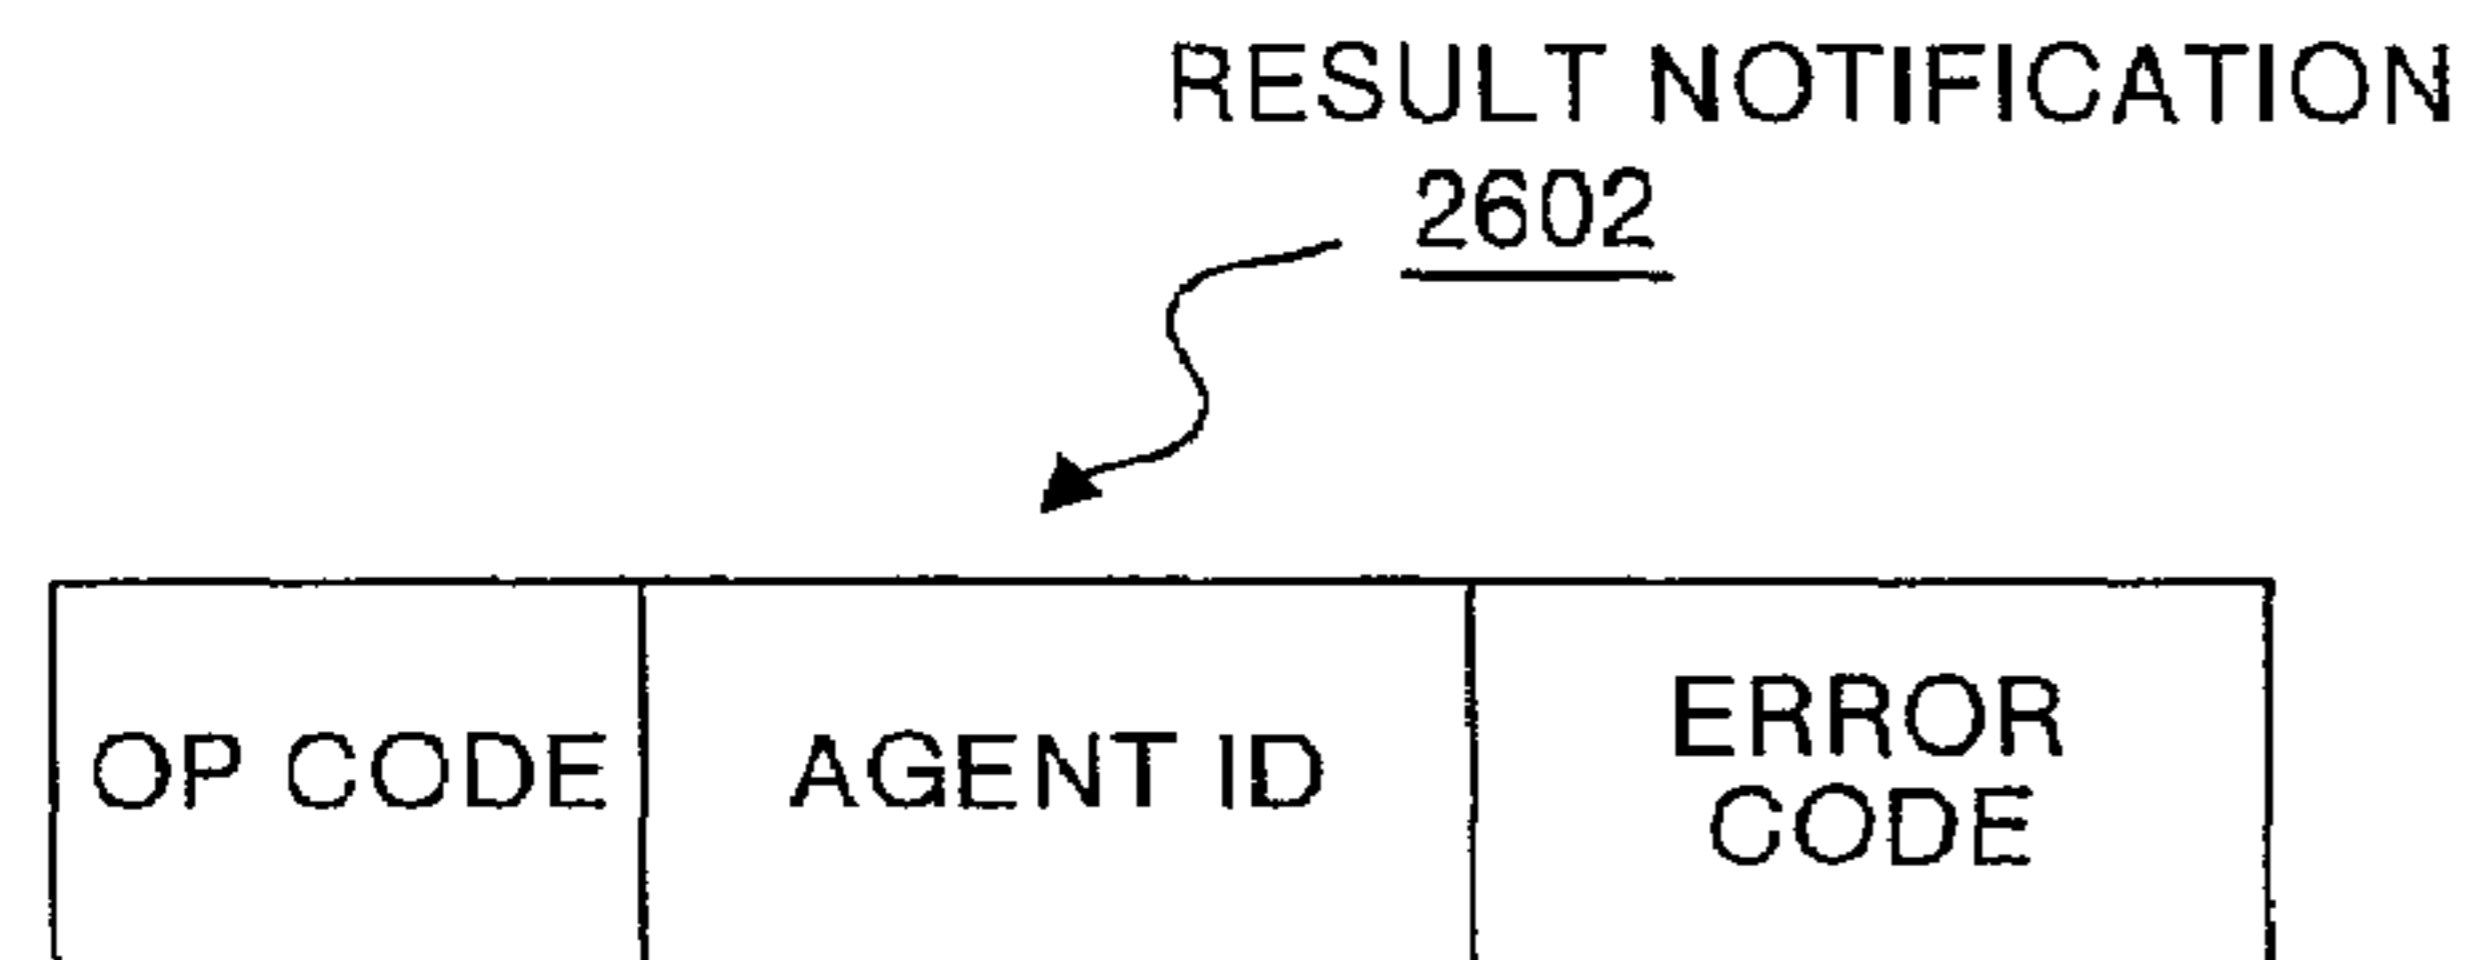 RESULT NOTIFICATION
2602
OP CODE
AGENT ID
ERROR
CODE